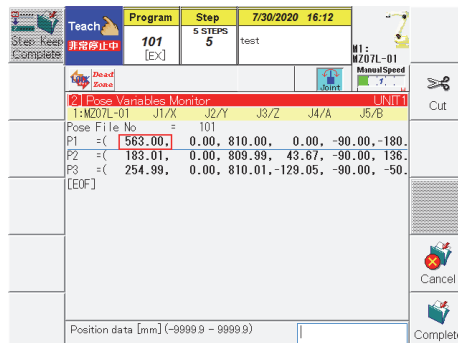 Step Keep
Complete
Teach
非常停止中
Program
101
[EX]
Step
5 STEPS
5
7/30/2020 16:12
test
M1:
MZ07L-01
Dead
Zone
Joint
Manual Speed
1
Cut
[2] Pose Variables Monitor UNIT1
1:MZ07L-01 J1/X J2/Y J3/Z J4/A J5/B
Pose File No = 101
P1 =( 563.00, 0.00, 810.00, 0.00, -90.00,-180.
P2 =( 183.01, 0.00, 809.99, 43.67, -90.00, 136.
P3 =( 254.99, 0.00, 810.01,-129.05, -90.00, -50.
[EOF]
Cancel
Position data [mm] (-9999.9 - 9999.9)
Complete